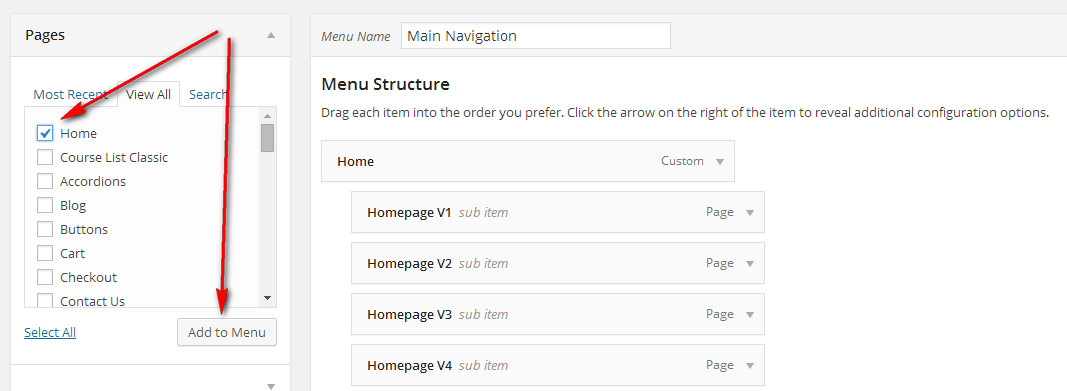 Pages
Most Recent View All Search
Home
Course List Classic
Accordions
Blog
Buttons
Cart
Checkout
Contact Us
Select All Add to Menu
Menu Name Main Navigation
Menu Structure
Drag each item into the order you prefer. Click the arrow on the right of the item to reveal additional configuration options.
Home Custom
Homepage V1 sub item Page
Homepage V2 sub item Page
Homepage V3 sub item Page
Homepage V4 sub item Page